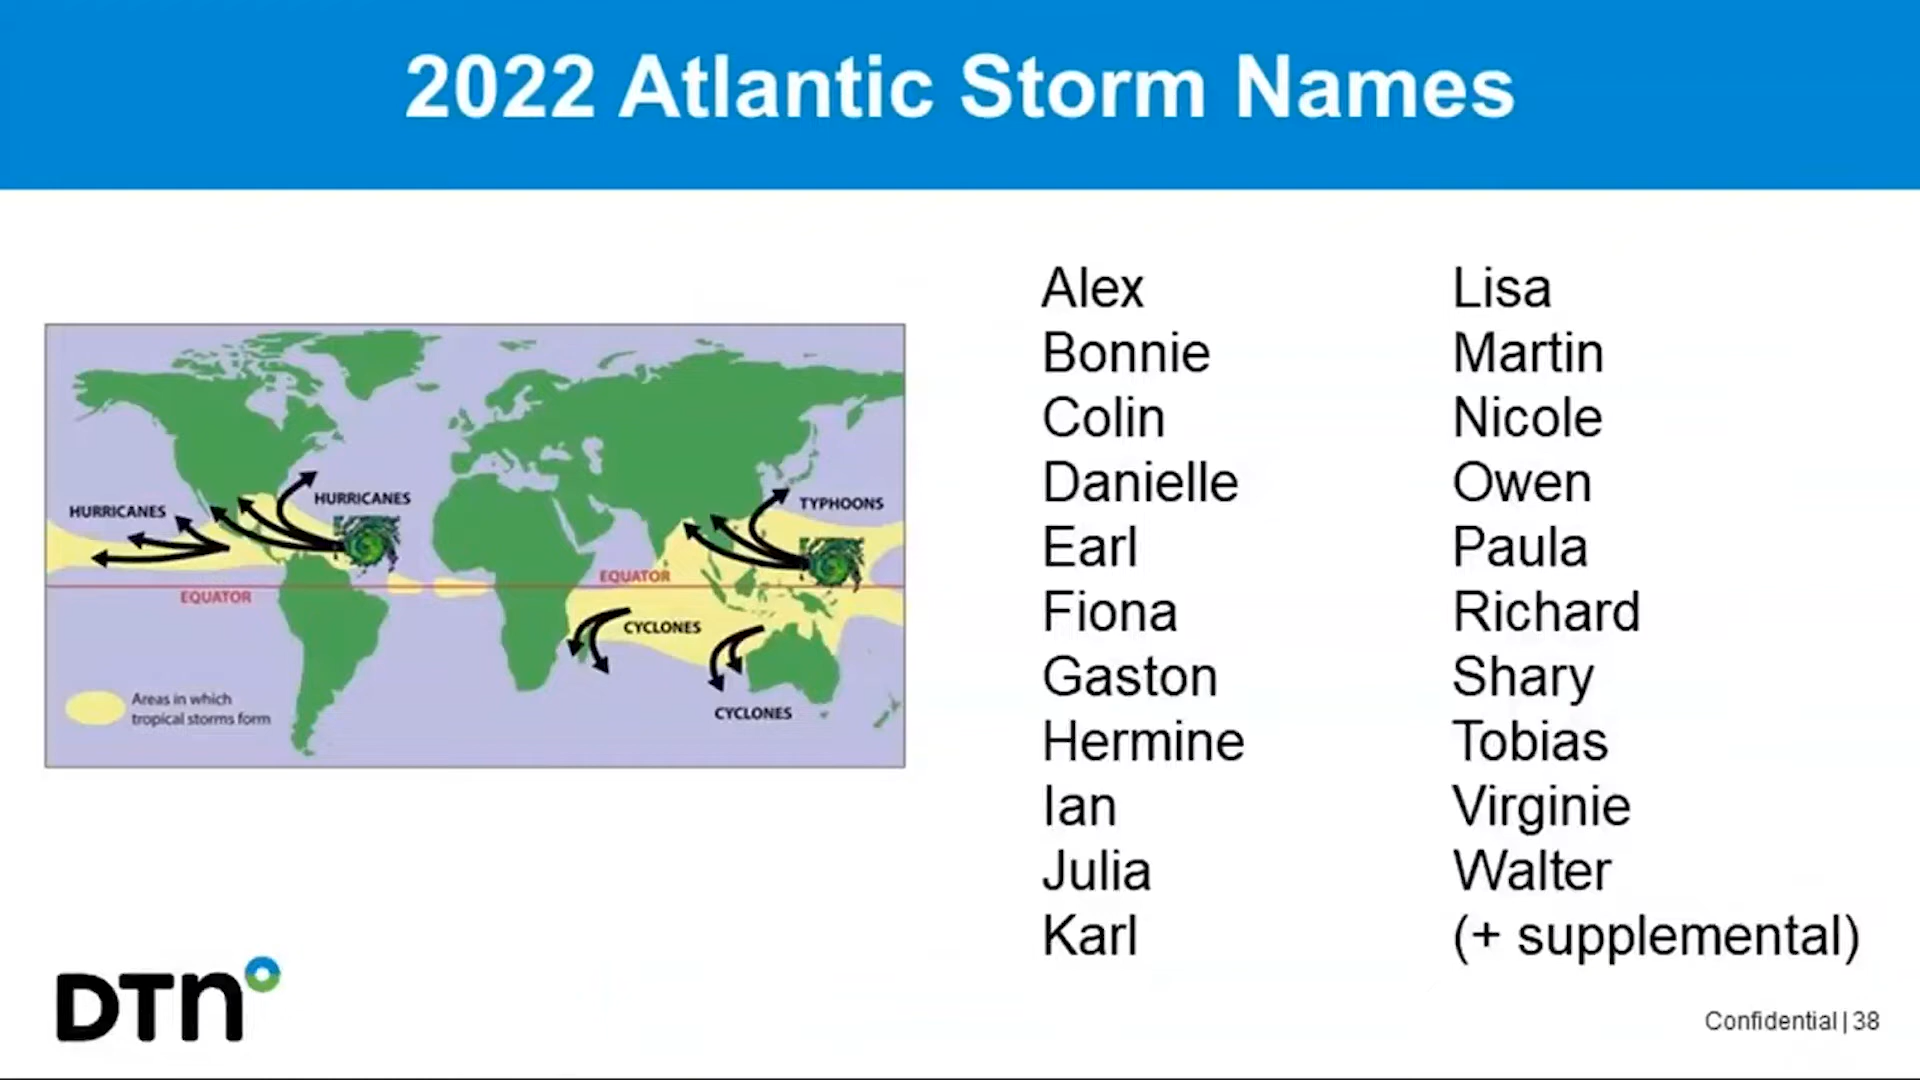 2022 Atlantic Storm Names
HURRICANES
HURRICANES
TYPHOONS
EQUATOR
EQUATOR
CYCLONES
CYCLONES
Areas in which
tropical storms form
Alex
Bonnie
Colin
Danielle
Earl
Fiona
Gaston
Hermine
Ian
Julia
Karl
Lisa
Martin
Nicole
Owen
Paula
Richard
Shary
Tobias
Virginie
Walter
(+ supplemental)
DTn
Confidential | 38